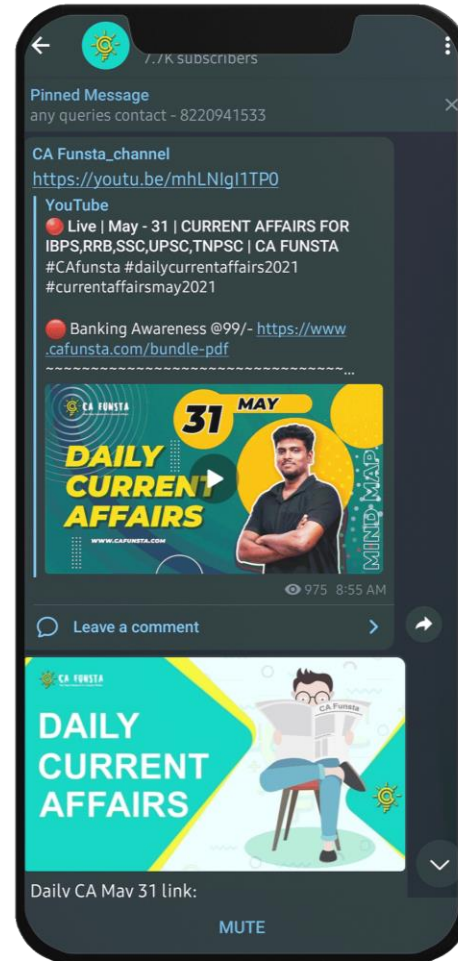 7.7K subscribers
Pinned Message
any queries contact - 8220941533
CA Funsta_channel
https://youtu.be/mhLNIgI1TP0
YouTube
🔴 Live | May - 31 | CURRENT AFFAIRS FOR
IBPS,RRB,SSC,UPSC,TNPSC | CA FUNSTA
#CAfunsta #dailycurrentaffairs2021
#currentaffairsmay2021
🔴 Banking Awareness @99/- https://www
.cafunsta.com/bundle-pdf
~~~~~~~~~~~~~~~~~~~~~~~~~~~~~~~~~...
CA FUNSTA
31 MAY
DAILY
CURRENT
AFFAIRS
WWW.CAFUNSTA.COM
MIND MAP
975 8:55 AM
Leave a comment
CA FUNSTA
CA Funsta
DAILY
CURRENT
AFFAIRS
Daily CA May 31 link:
MUTE